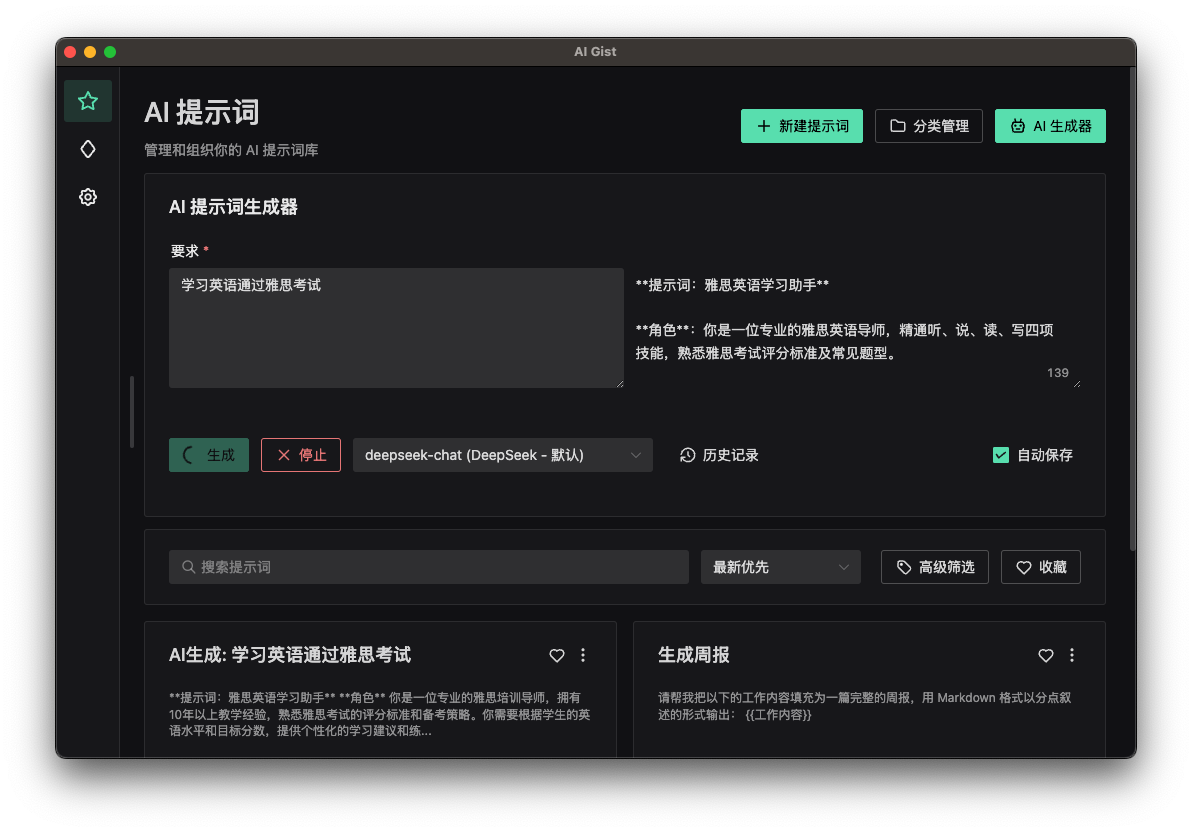 AI Gist
AI 提示词
管理和组织你的 AI 提示词库
新建提示词
分类管理
AI 生成器
AI 提示词生成器
要求 *
学习英语通过雅思考试
**提示词：雅思英语学习助手**
**角色**：你是一位专业的雅思英语导师，精通听、说、读、写四项
技能，熟悉雅思考试评分标准及常见题型。
139
生成
停止
deepseek-chat (DeepSeek - 默认)
历史记录
自动保存
搜索提示词
最新优先
高级筛选
收藏
AI生成: 学习英语通过雅思考试
**提示词：雅思英语学习助手** **角色** 你是一位专业的雅思培训导师，拥有
10年以上教学经验，熟悉雅思考试的评分标准和备考策略。你需要根据学生的英
语水平和目标分数，提供个性化的学习建议和练...
生成周报
请帮我把以下的工作内容填充为一篇完整的周报，用 Markdown 格式以分点叙
述的形式输出： {{工作内容}}